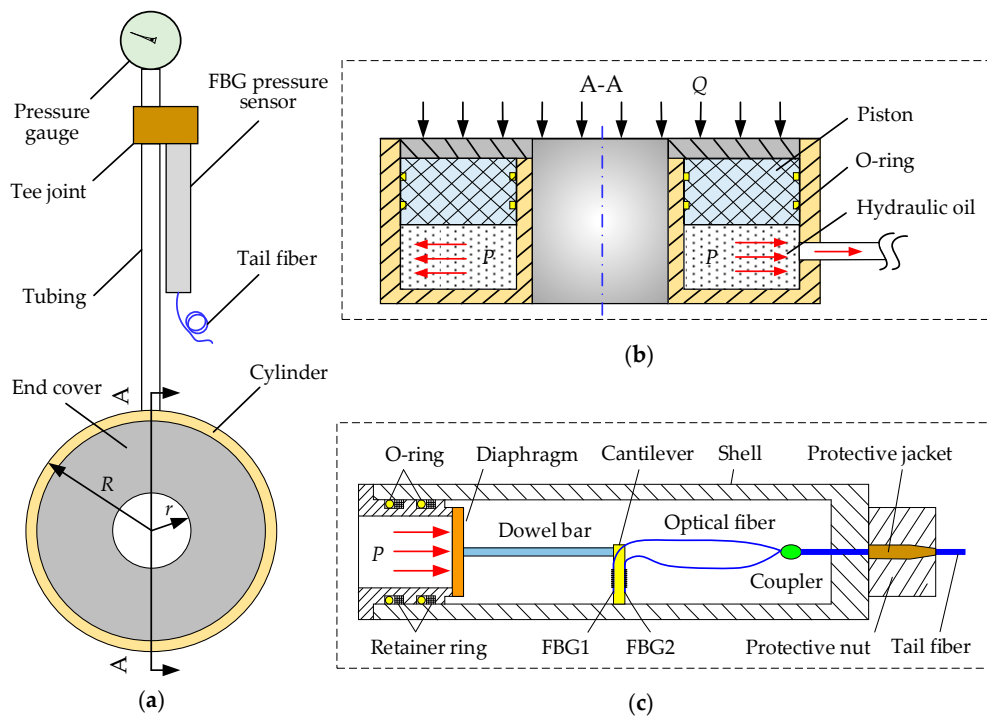 Pressure
gauge
FBG pressure
sensor
Tee joint
Tubing
Tail fiber
End cover
A
Cylinder
R
r
A
(a)
A-A
Q
Piston
O-ring
Hydraulic oil
P
P
(b)
O-ring
Diaphragm
Cantilever
Shell
Protective jacket
P
Dowel bar
Optical fiber
Coupler
Retainer ring
FBG1
FBG2
Protective nut
Tail fiber
(c)